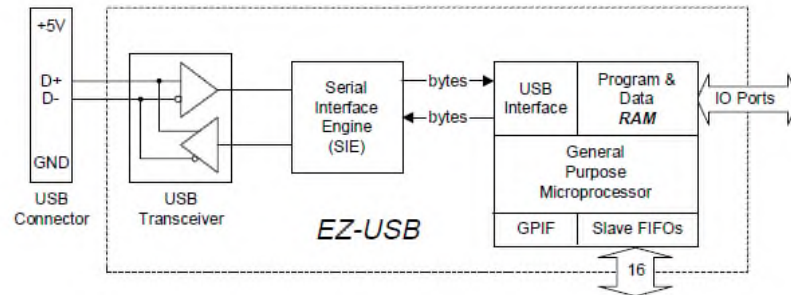 +5V
D+
D-
GND
USB
Connector
USB
Transceiver
Serial
Interface
Engine
(SIE)
bytes
bytes
EZ-USB
USB
Interface
Program &
Data
RAM
General
Purpose
Microprocessor
GPIF
Slave FIFOs
IO Ports
16